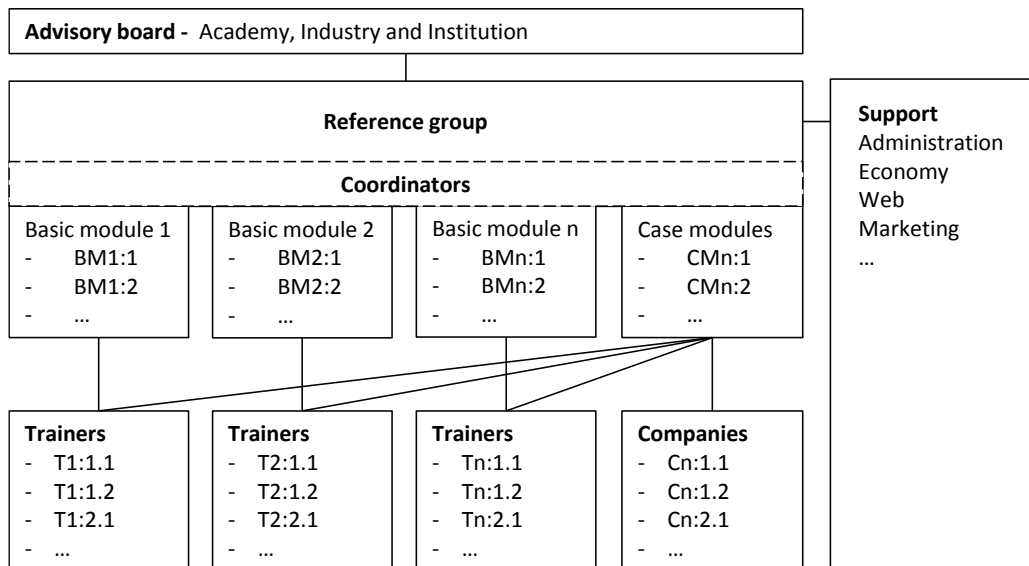 Advisory board - Academy, Industry and Institution
Reference group
Coordinators
Support
Administration
Economy
Web
Marketing
...
Basic module 1
- BM1:1
- BM1:2
- ...
Basic module 2
- BM2:1
- BM2:2
- ...
Basic module n
- BMn:1
- BMn:2
- ...
Case modules
- CMn:1
- CMn:2
- ...
Trainers
- T1:1.1
- T1:1.2
- T1:2.1
- ...
Trainers
- T2:1.1
- T2:1.2
- T2:2.1
- ...
Trainers
- Tn:1.1
- Tn:1.2
- Tn:2.1
- ...
Companies
- Cn:1.1
- Cn:1.2
- Cn:2.1
- ...